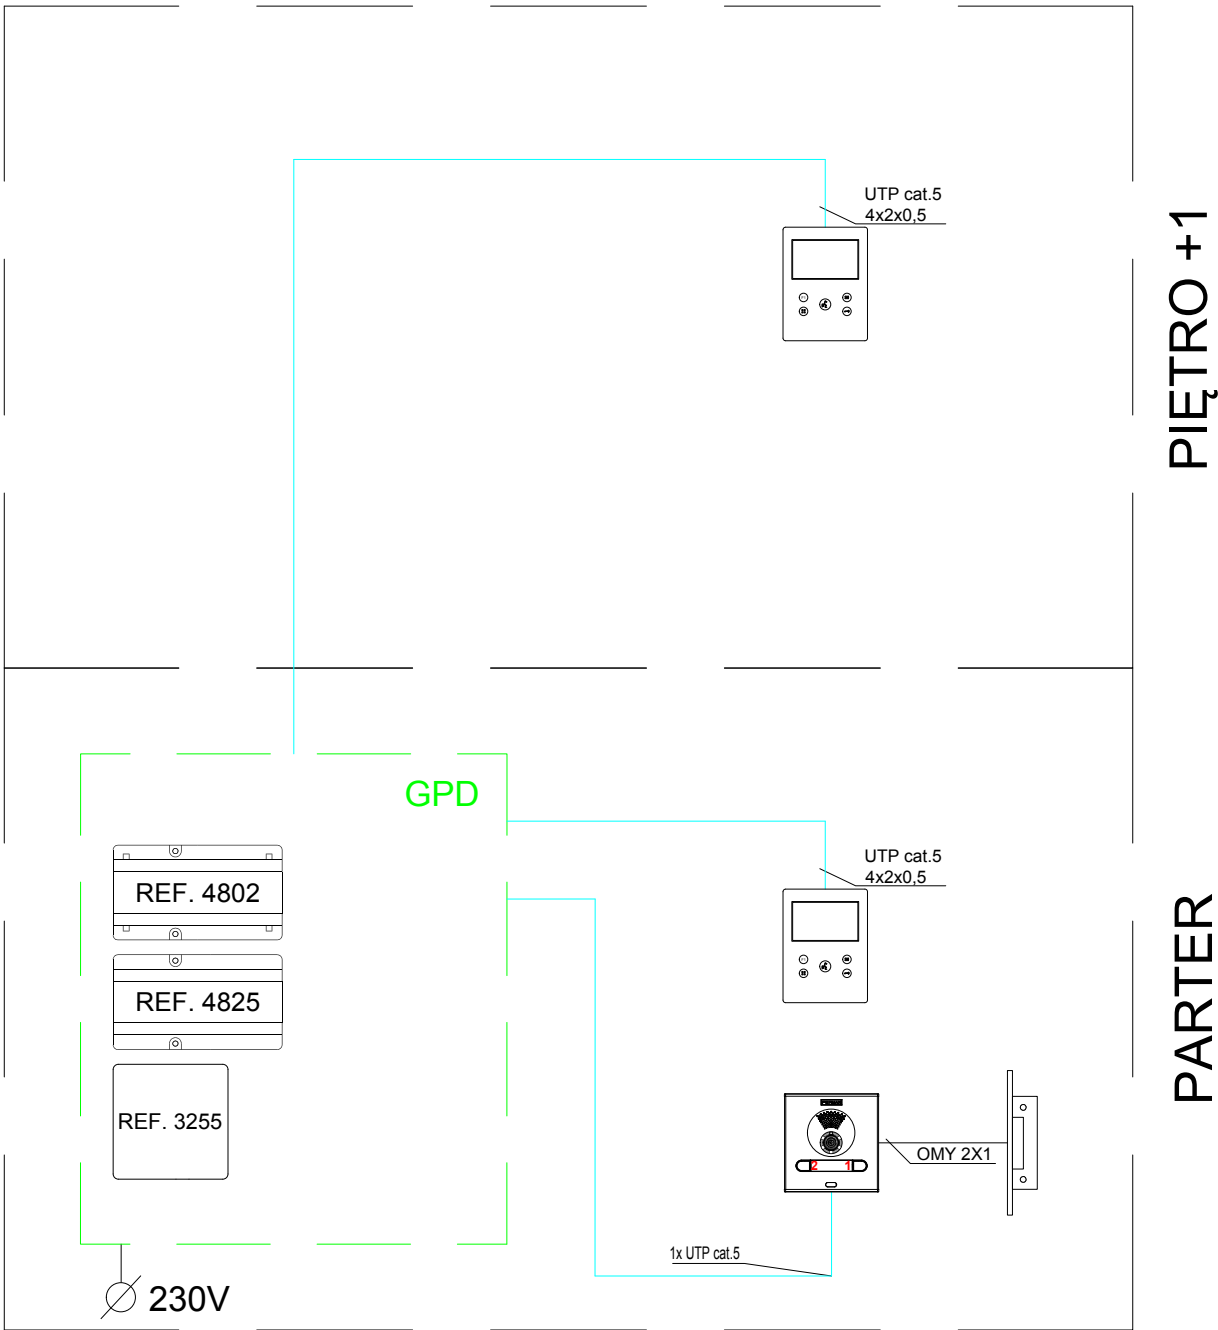 UTP cat.5
4x2x0,5
PIĘTRO +1
GPD
REF. 4802
UTP cat.5
4x2x0,5
REF. 4825
PARTER
REF. 3255
OMY 2X1
2 1
1x UTP cat.5
230V